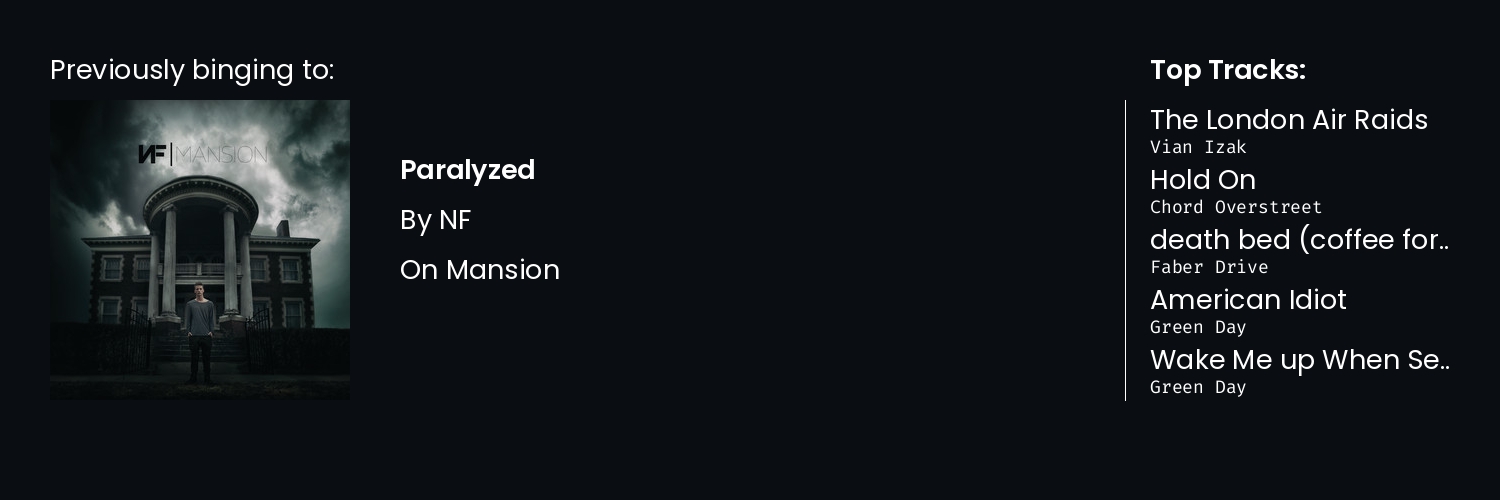 Previously binging to:
NF|MANSION
Paralyzed
By NF
On Mansion
Top Tracks:
The London Air Raids
Vian Izak
Hold On
Chord Overstreet
death bed (coffee for..
Faber Drive
American Idiot
Green Day
Wake Me up When Se..
Green Day